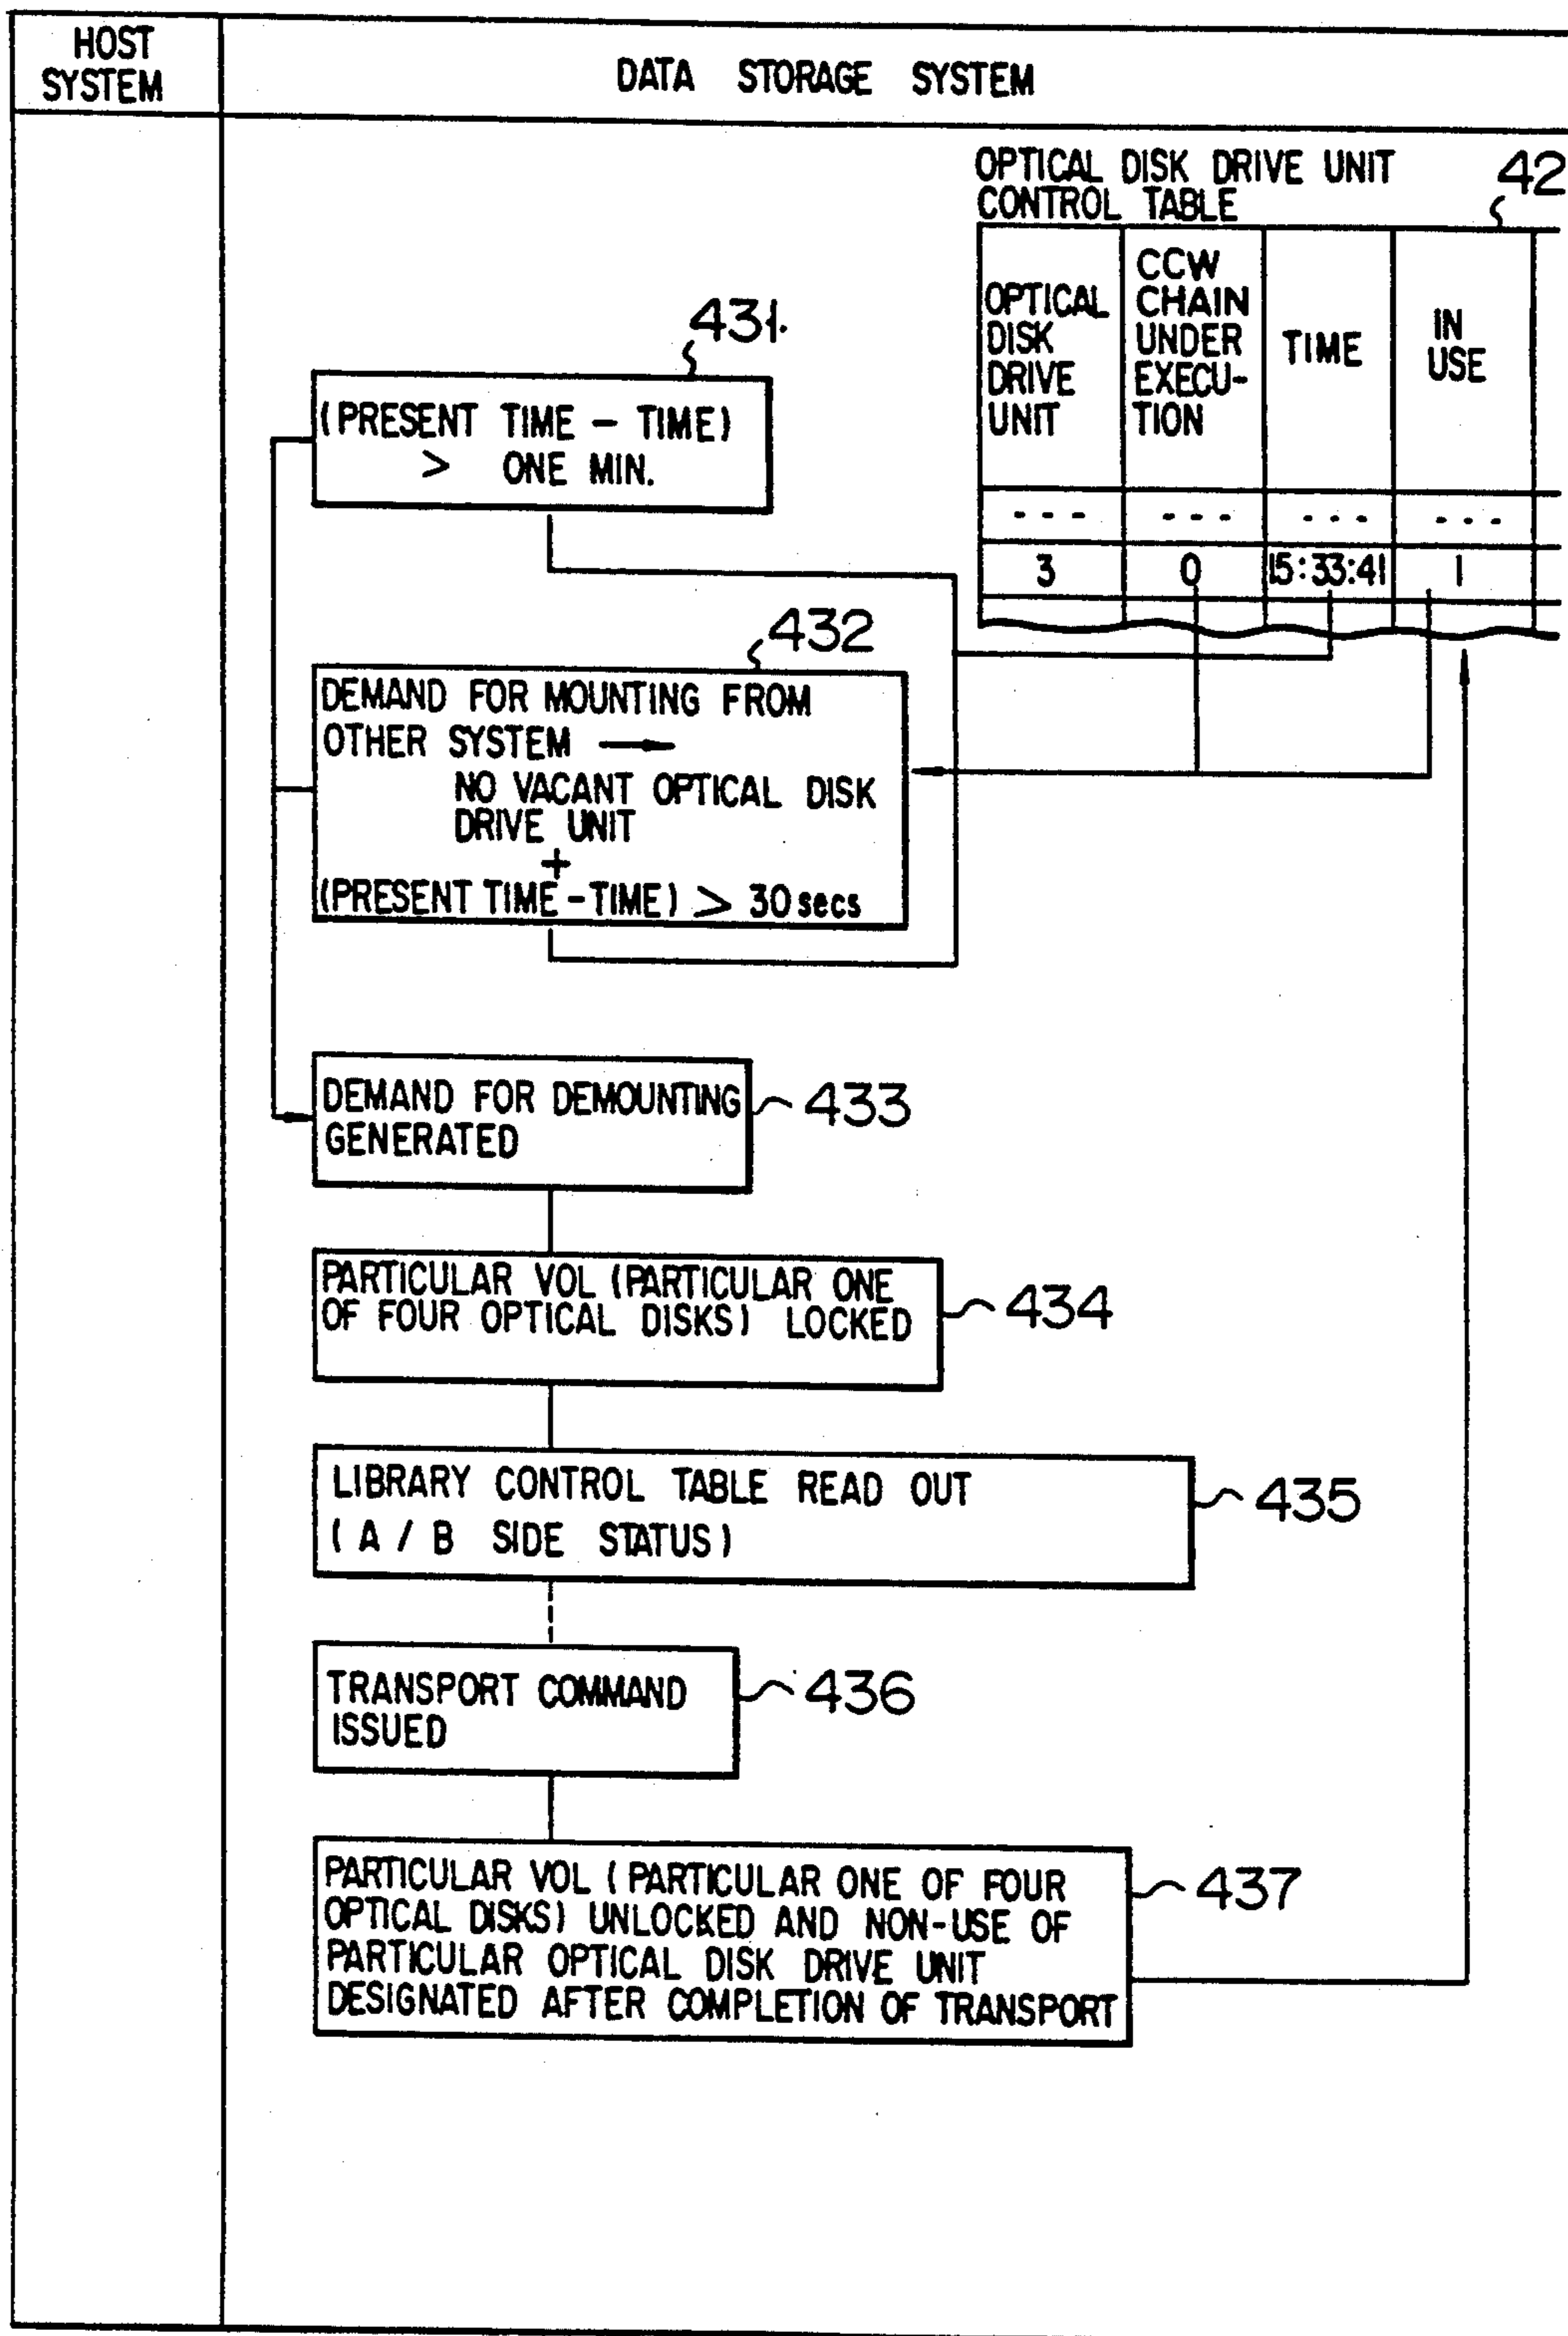 HOST
SYSTEM
DATA STORAGE SYSTEM
OPTICAL DISK DRIVE UNIT
CONTROL TABLE
42
OPTICAL
DISK
DRIVE
UNIT
CCW
CHAIN
UNDER
EXECU-
TION
TIME
IN
USE
- - - - - - - - - - - -
3 0 15:33:41 1
431
(PRESENT TIME - TIME)
> ONE MIN.
432
DEMAND FOR MOUNTING FROM
OTHER SYSTEM →
NO VACANT OPTICAL DISK
DRIVE UNIT
+
(PRESENT TIME - TIME) > 30 secs
DEMAND FOR DEMOUNTING
GENERATED
433
PARTICULAR VOL (PARTICULAR ONE
OF FOUR OPTICAL DISKS) LOCKED
434
LIBRARY CONTROL TABLE READ OUT
(A / B SIDE STATUS)
435
TRANSPORT COMMAND
ISSUED
436
PARTICULAR VOL (PARTICULAR ONE OF FOUR
OPTICAL DISKS) UNLOCKED AND NON-USE OF
PARTICULAR OPTICAL DISK DRIVE UNIT
DESIGNATED AFTER COMPLETION OF TRANSPORT
437